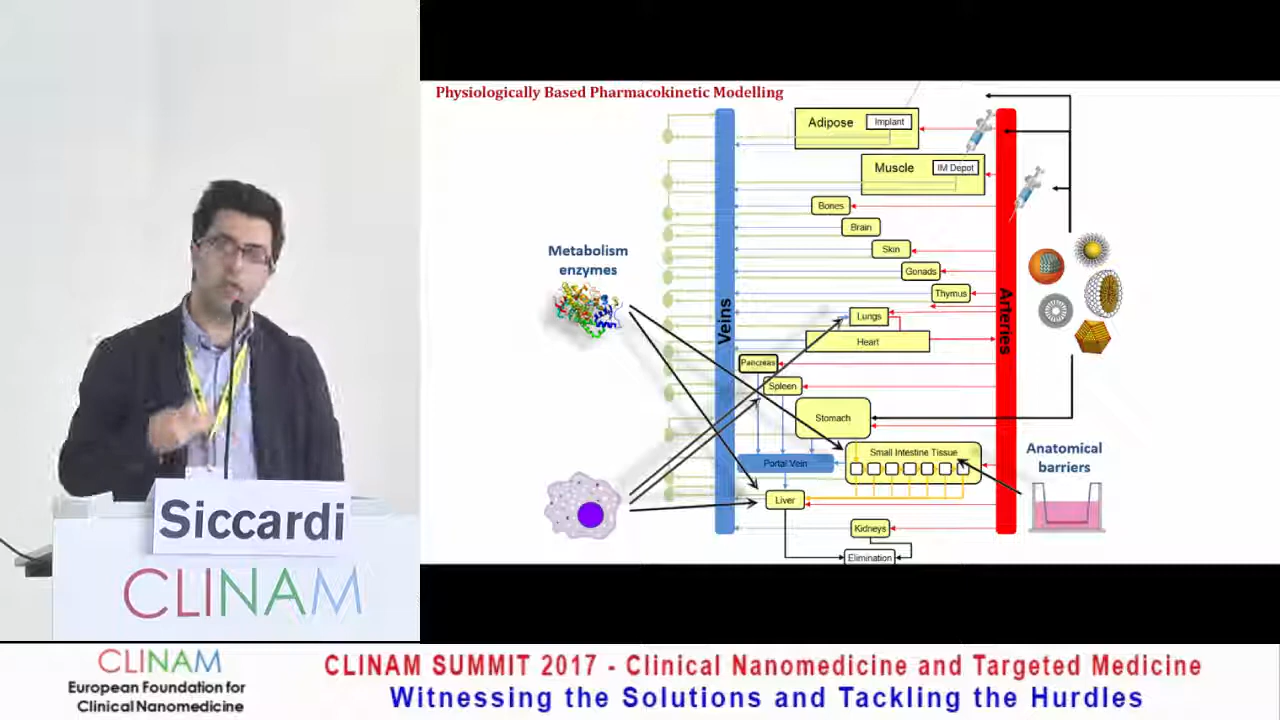 Physiologically Based Pharmacokinetic Modelling
Adipose
Implant
Muscle
IM Depot
Bones
Brain
Skin
Gonads
Thymus
Lungs
Heart
Pancreas
Spleen
Stomach
Small Intestine Tissue
Portal Vein
Liver
Kidneys
Elimination
Veins
Arteries
Metabolism
enzymes
Anatomical
barriers
Siccardi
CLINAM
CLINAM
European Foundation for
Clinical Nanomedicine
CLINAM SUMMIT 2017 - Clinical Nanomedicine and Targeted Medicine
Witnessing the Solutions and Tackling the Hurdles